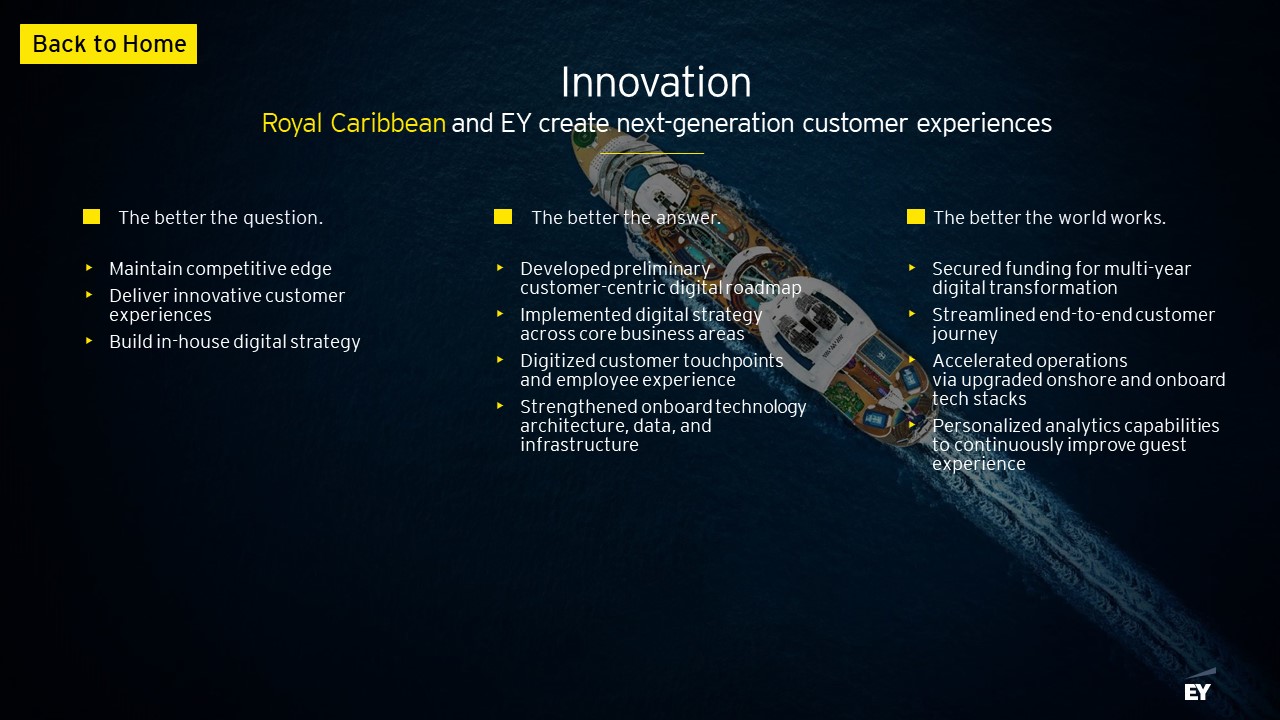 Back to Home
Innovation
Royal Caribbean and EY create next-generation customer experiences
The better the question.
Maintain competitive edge
Deliver innovative customer
experiences
Build in-house digital strategy
The better the answer.
Developed preliminary
customer-centric digital roadmap
Implemented digital strategy
across core business areas
Digitized customer touchpoints
and employee experience
Strengthened onboard technology
architecture, data, and
infrastructure
The better the world works.
Secured funding for multi-year
digital transformation
Streamlined end-to-end customer
journey
Accelerated operations
via upgraded onshore and onboard
tech stacks
Personalized analytics capabilities
to continuously improve guest
experience
EY